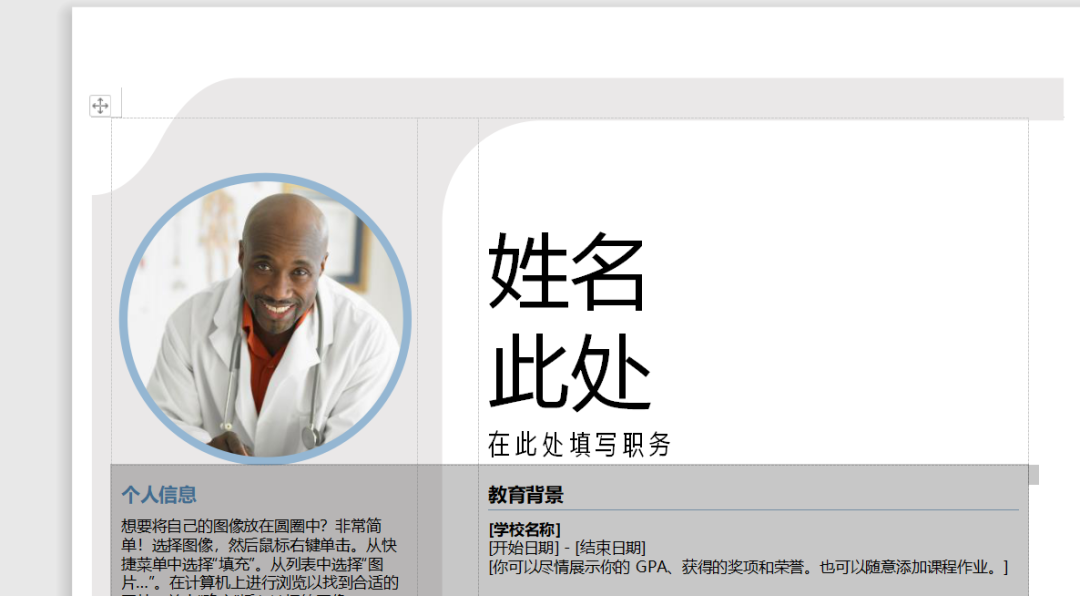 姓名
此处
在此处填写职务
个人信息
想要将自己的图像放在圆圈中？非常简
单！选择图像，然后鼠标右键单击。从快
捷菜单中选择“填充”。从列表中选择“图
片...”。在计算机上进行浏览以找到合适的
教育背景
[学校名称]
[开始日期] - [结束日期]
[你可以尽情展示你的 GPA、获得的奖项和荣誉。也可以随意添加课程作业。]